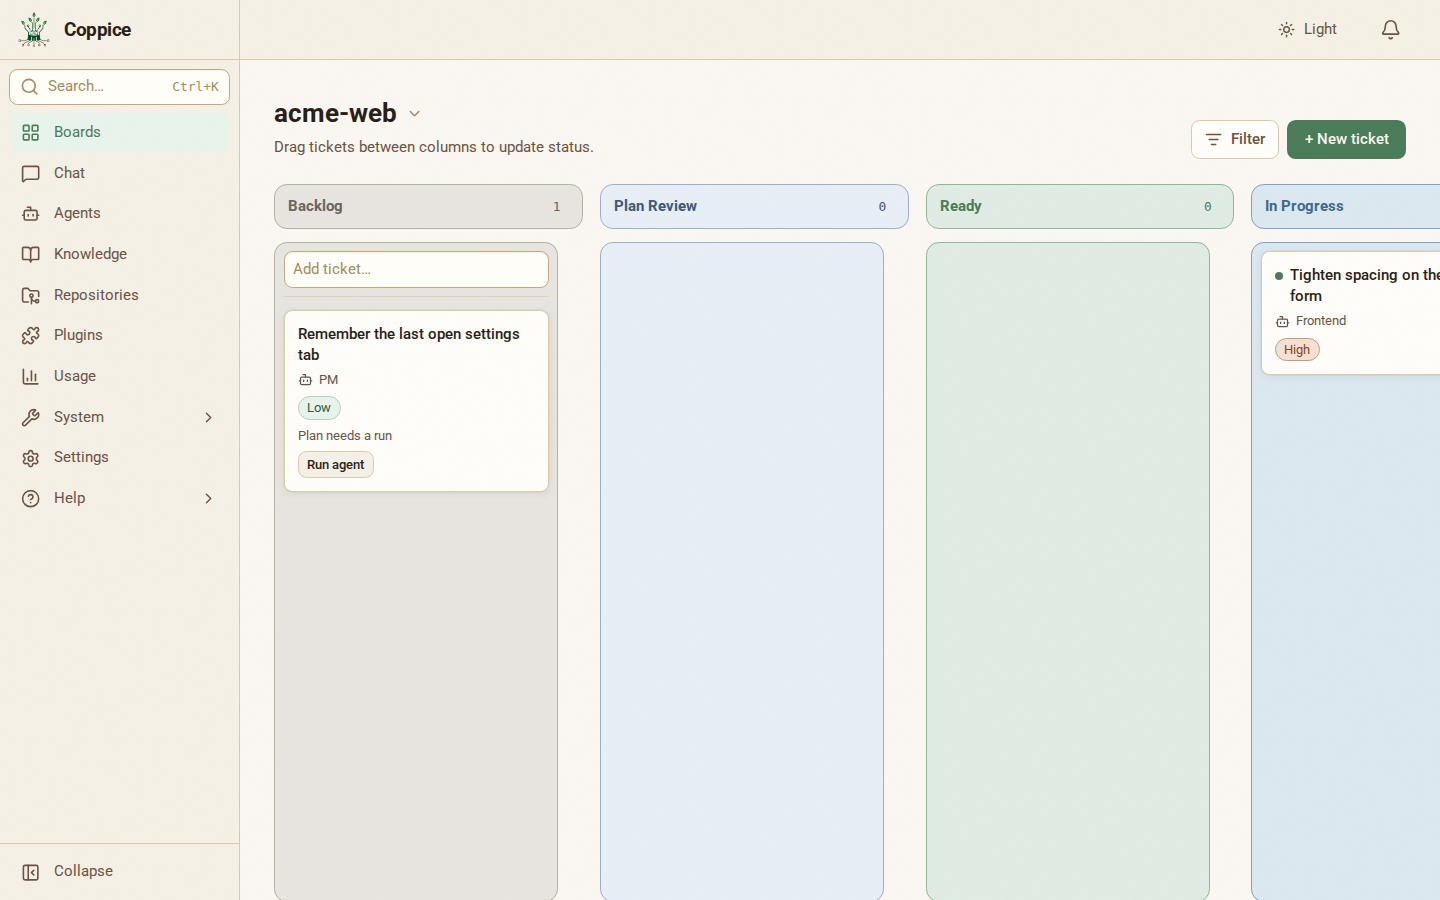 Coppice
Light
Search...
Ctrl+K
Boards
Chat
Agents
Knowledge
Repositories
Plugins
Usage
System
Settings
Help
Collapse
acme-web
Drag tickets between columns to update status.
Filter
+ New ticket
Backlog 1
Add ticket...
Remember the last open settings
tab
PM
Low
Plan needs a run
Run agent
Plan Review 0
Ready 0
In Progress
Tighten spacing on the
form
Frontend
High